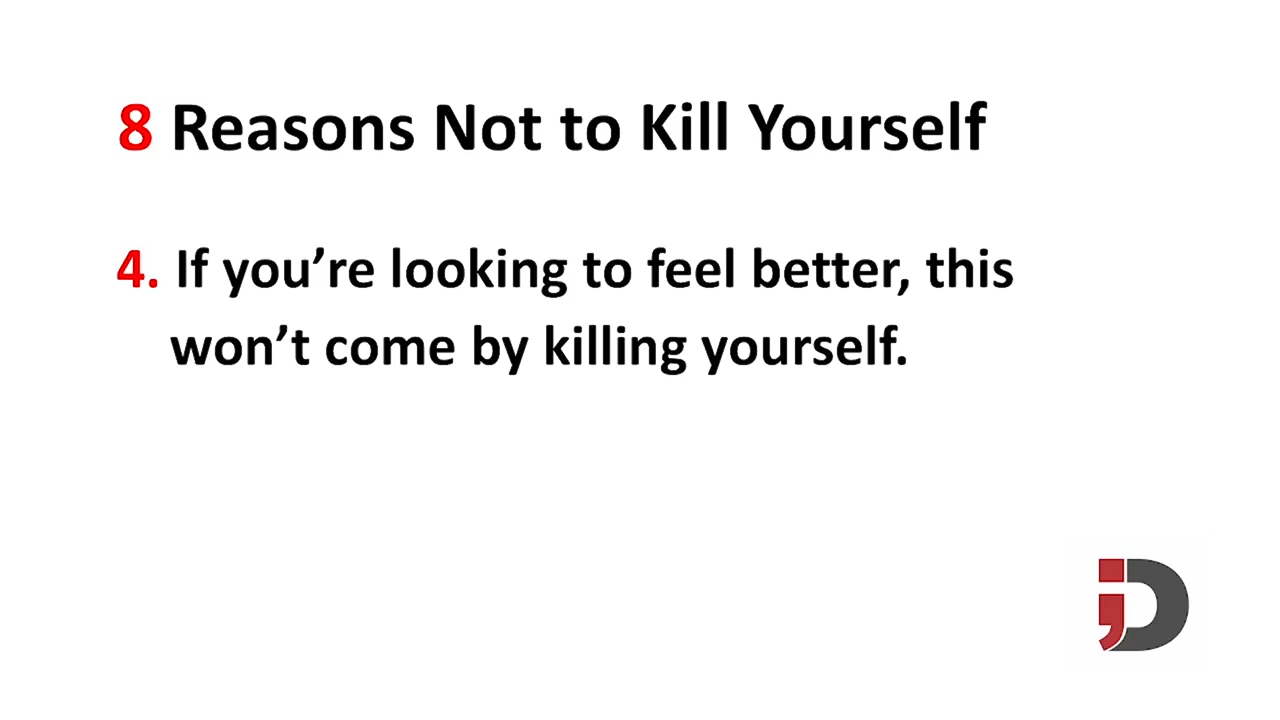 8 Reasons Not to Kill Yourself
4. If you’re looking to feel better, this
won’t come by killing yourself.